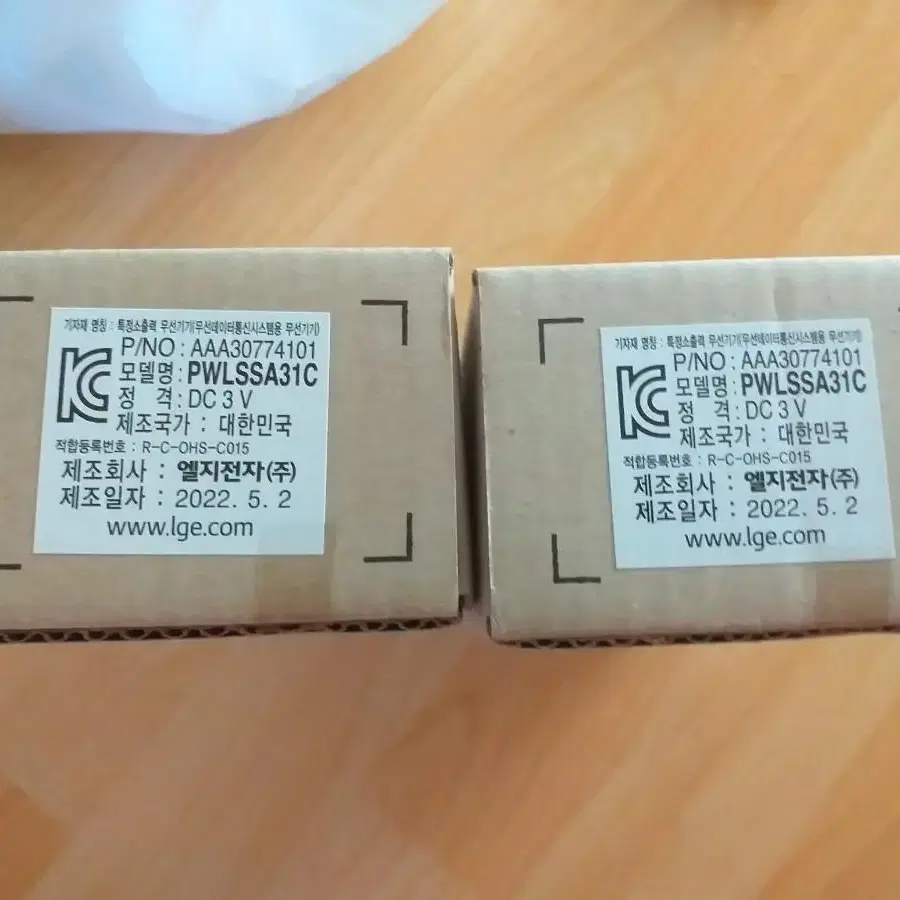 기자재 명칭 : 특정소출력 무선기기(무선데이터통신시스템용 무선기기)
P/NO : AAA30774101
모델명 : PWLSSA31C
정 격 : DC 3 V
제조국가 : 대한민국
적합등록번호 : R-C-OHS-C015
제조회사 : 엘지전자(주)
제조일자 : 2022. 5. 2
www.lge.com
기자재 명칭 : 특정소출력 무선기기(무선데이터통신시스템용 무선기기)
P/NO : AAA30774101
모델명 : PWLSSA31C
정 격 : DC 3 V
제조국가 : 대한민국
적합등록번호 : R-C-OHS-C015
제조회사 : 엘지전자(주)
제조일자 : 2022. 5. 2
www.lge.com